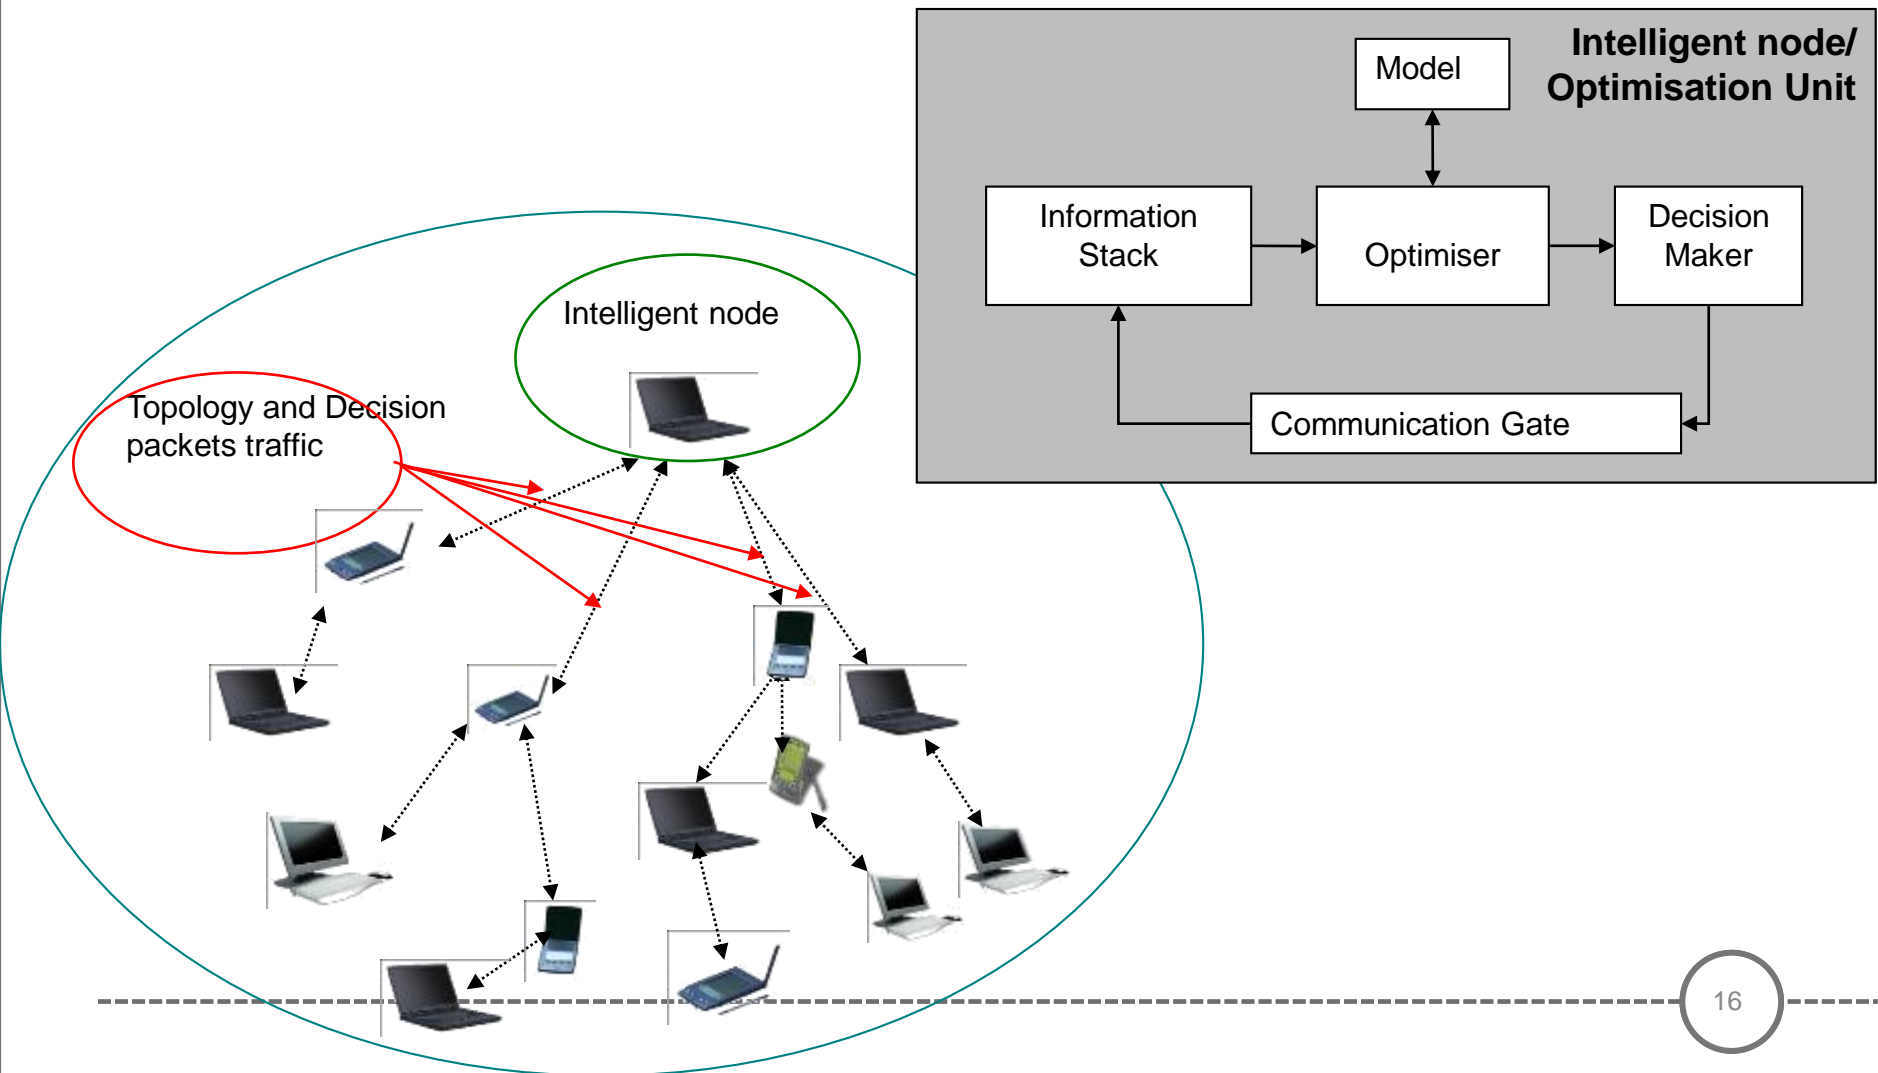 Intelligent node/
Optimisation Unit
Model
Information
Stack
Optimiser
Decision
Maker
Communication Gate
Intelligent node
Topology and Decision
packets traffic
16